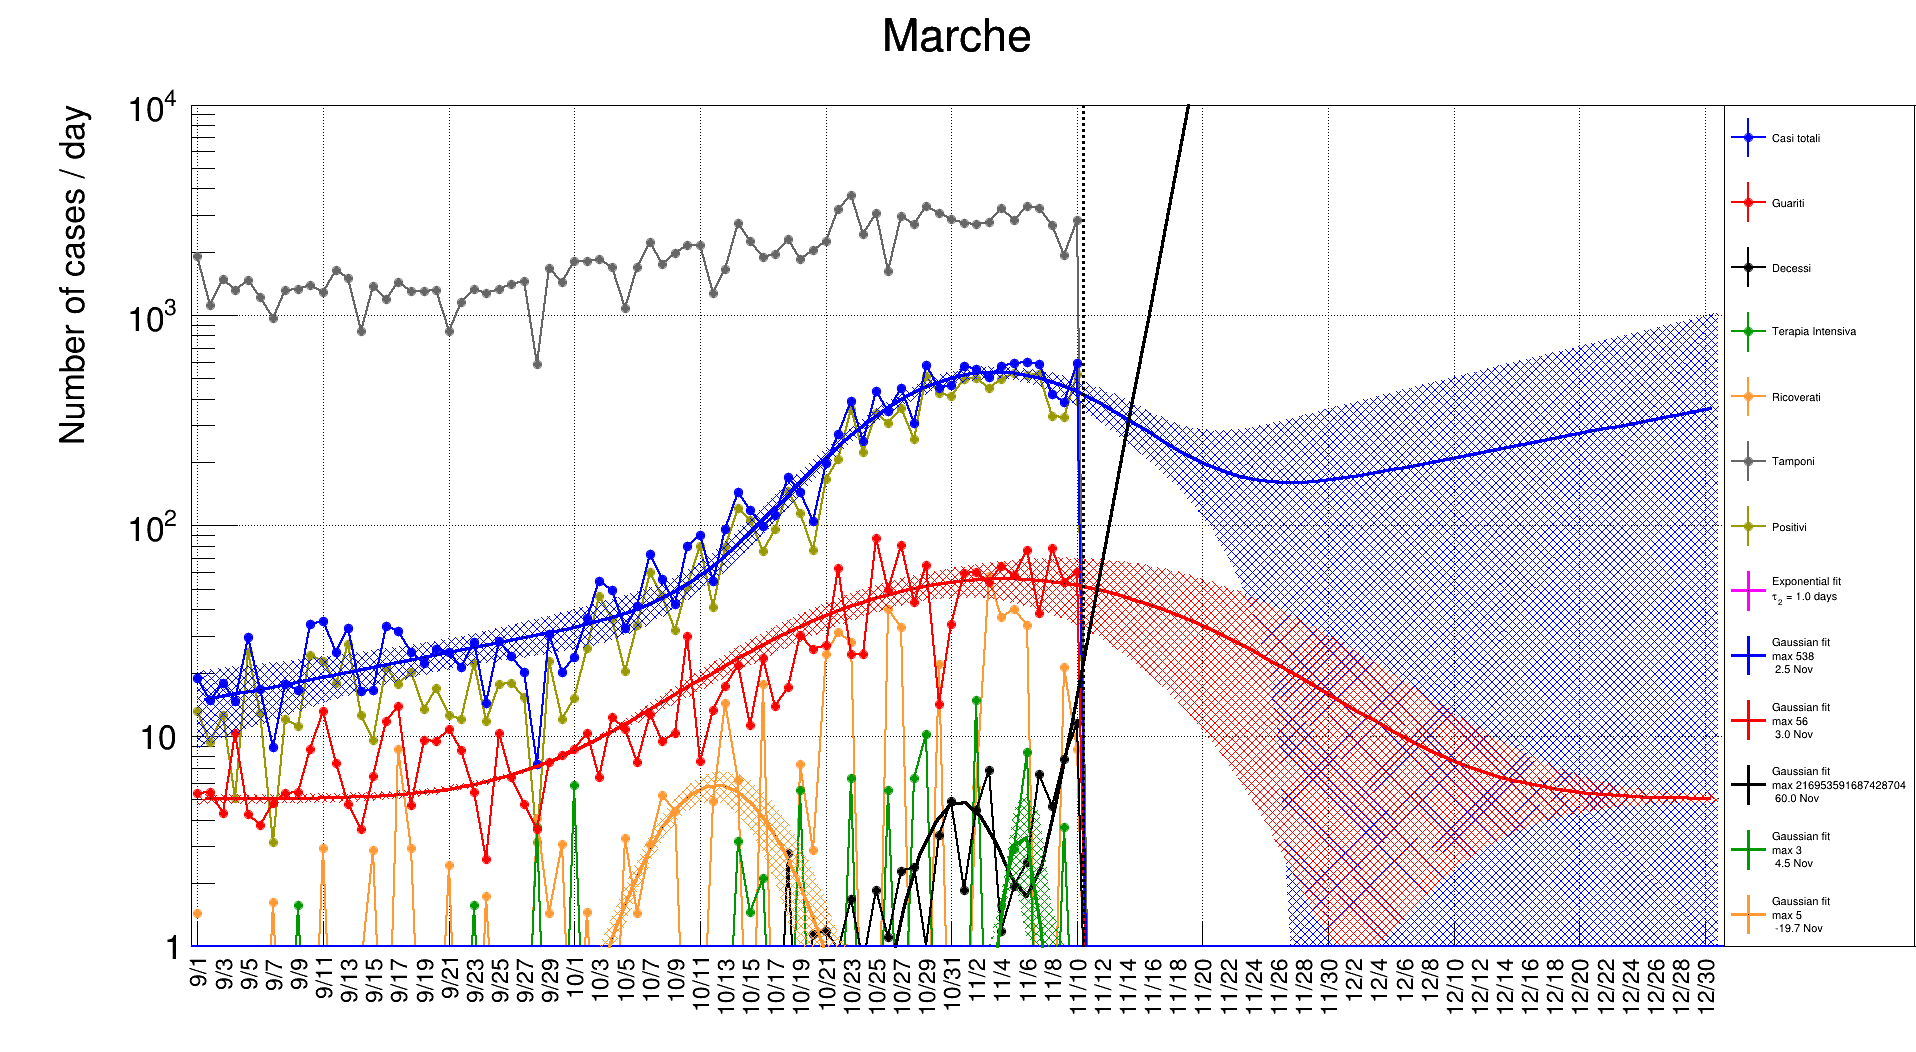 Marche
Number of cases / day
10^4
10^3
10^2
10
1
9/1
9/3
9/5
9/7
9/9
9/11
9/13
9/15
9/17
9/19
9/21
9/23
9/25
9/27
9/29
10/1
10/3
10/5
10/7
10/9
10/11
10/13
10/15
10/17
10/19
10/21
10/23
10/25
10/27
10/29
10/31
11/2
11/4
11/6
11/8
11/10
11/12
11/14
11/16
11/18
11/20
11/22
11/24
11/26
11/28
11/30
12/2
12/4
12/6
12/8
12/10
12/12
12/14
12/16
12/18
12/20
12/22
12/24
12/26
12/28
12/30
Casi totali
Guariti
Decessi
Terapia Intensiva
Ricoverati
Tamponi
Positivi
Exponential fit
τ₂ = 1.0 days
Gaussian fit
max 538
2.5 Nov
Gaussian fit
max 56
3.0 Nov
Gaussian fit
max 216953591687428704
60.0 Nov
Gaussian fit
max 3
4.5 Nov
Gaussian fit
max 5
-19.7 Nov